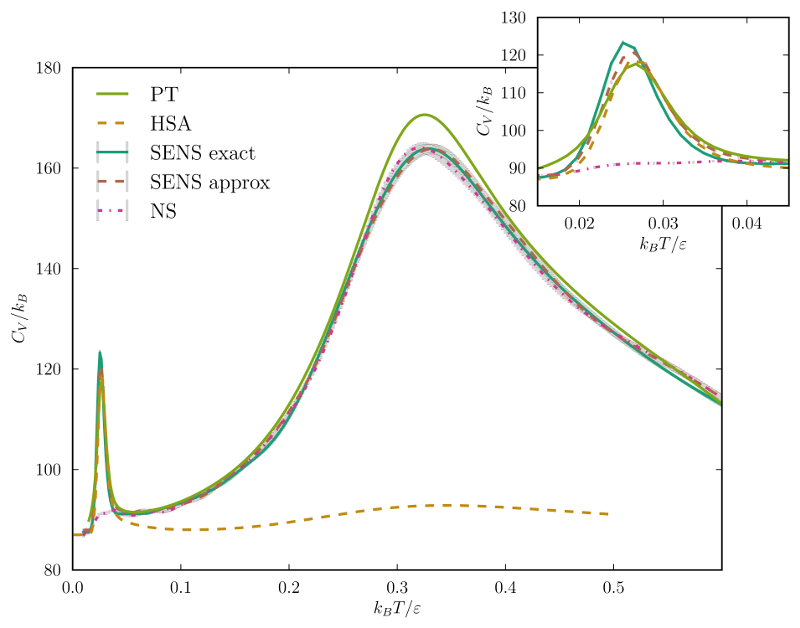 130
120
110
100
90
80
C_V/k_B
0.02
0.03
0.04
k_BT/ε
180
160
140
120
100
80
C_V/k_B
PT
HSA
SENS exact
SENS approx
NS
0.0
0.1
0.2
0.3
0.4
0.5
k_BT/ε